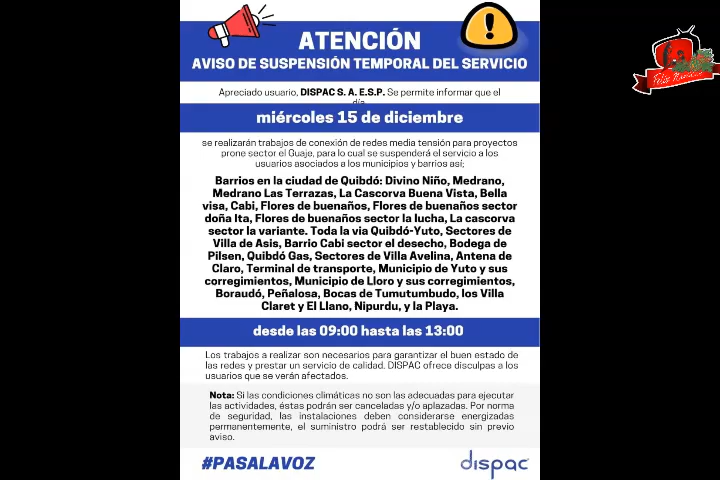 ATENCIÓN
AVISO DE SUSPENSIÓN TEMPORAL DEL SERVICIO
Apreciado usuario, DISPAC S. A. E.S.P. Se permite informar que el
día
miércoles 15 de diciembre
se realizarán trabajos de conexión de redes media tensión para proyectos
prone sector el Guaje, para lo cual se suspenderá el servicio a los
usuarios asociados a los municipios y barrios así;
Barrios en la ciudad de Quibdó: Divino Niño, Medrano,
Medrano Las Terrazas, La Cascorva Buena Vista, Bella
visa, Cabi, Flores de buenaños, Flores de buenaños sector
doña Ita, Flores de buenaños sector la lucha, La cascorva
sector la variante. Toda la via Quibdó-Yuto, Sectores de
Villa de Asis, Barrio Cabi sector el desecho, Bodega de
Pilsen, Quibdó Gas, Sectores de Villa Avelina, Antena de
Claro, Terminal de transporte, Municipio de Yuto y sus
corregimientos, Municipio de Lloro y sus corregimientos,
Boraudó, Peñalosa, Bocas de Tumutumbudo, los Villa
Claret y El Llano, Nipurdu, y la Playa.
desde las 09:00 hasta las 13:00
Los trabajos a realizar son necesarios para garantizar el buen estado de
las redes y prestar un servicio de calidad. DISPAC ofrece disculpas a los
usuarios que se verán afectados.
Nota: Si las condiciones climáticas no son las adecuadas para ejecutar
las actividades, éstas podrán ser canceladas y/o aplazadas. Por norma
de seguridad, las instalaciones deben considerarse energizadas
permanentemente, el suministro podrá ser restablecido sin previo
aviso.
#PASALAVOZ
dispac